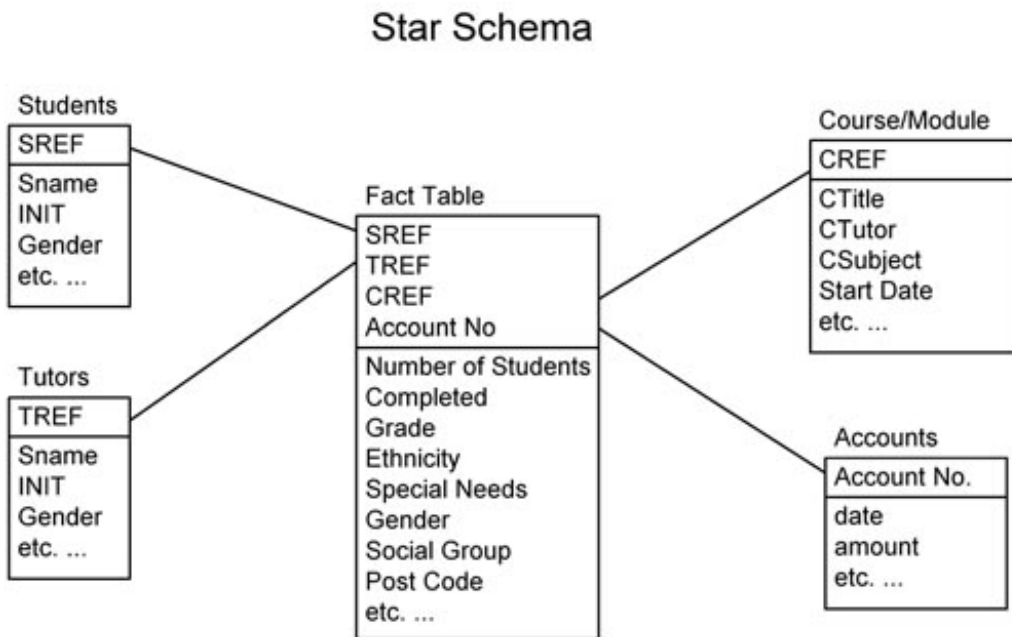 Star Schema
Students
SREF
Sname
INIT
Gender
etc. ...
Tutors
TREF
Sname
INIT
Gender
etc. ...
Fact Table
SREF
TREF
CREF
Account No
Number of Students
Completed
Grade
Ethnicity
Special Needs
Gender
Social Group
Post Code
etc. ...
Course/Module
CREF
CTitle
CTutor
CSubject
Start Date
etc. ...
Accounts
Account No.
date
amount
etc. ...